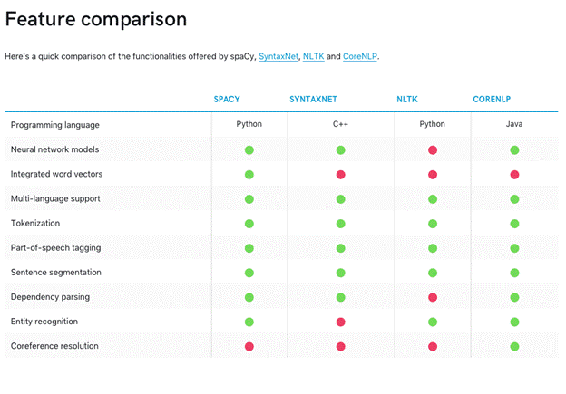 Feature comparison
Here's a quick comparison of the functionalities offered by spaCy, SyntaxNet, NLTK and CoreNLP.
SPACY SYNTAXNET NLTK CORENLP
Programming language Python C++ Python Java
Neural network models
Integrated word vectors
Multi-language support
Tokenization
Part-of-speech tagging
Sentence segmentation
Dependency parsing
Entity recognition
Coreference resolution